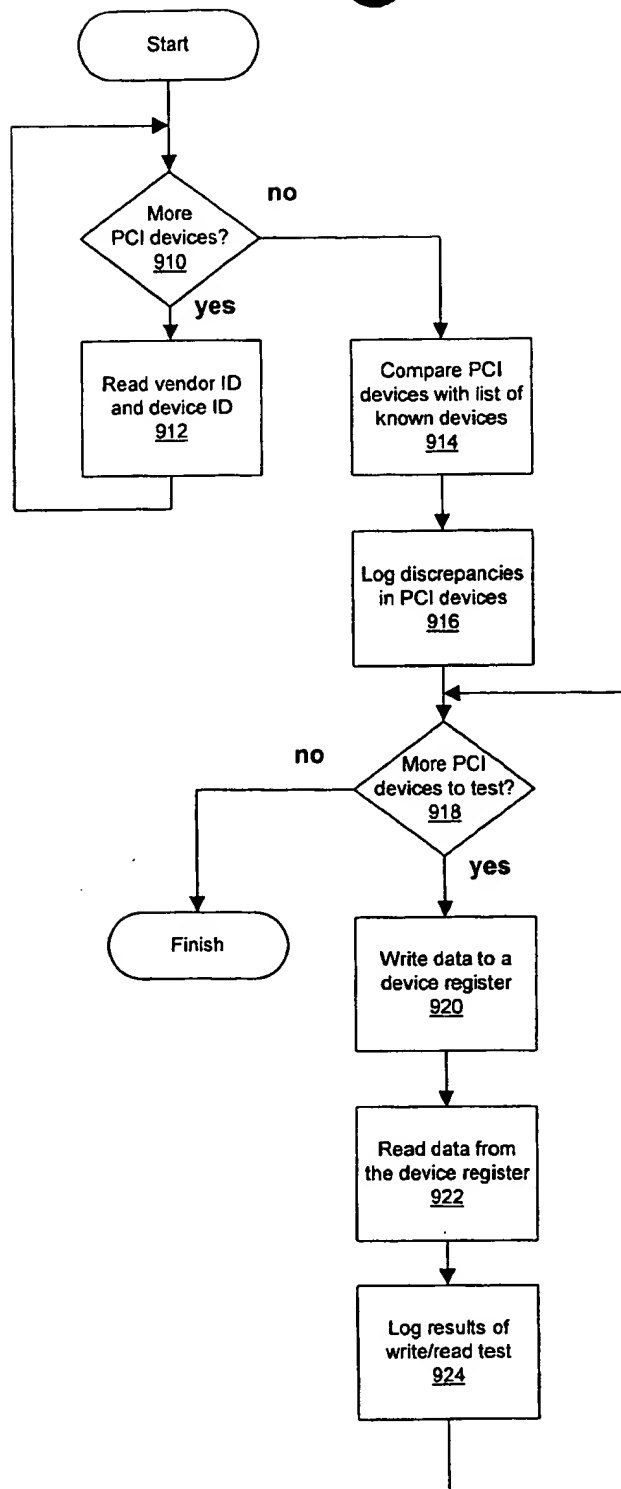 Start
More
PCI devices?
910
no
yes
Read vendor ID
and device ID
912
Compare PCI
devices with list of
known devices
914
Log discrepancies
in PCI devices
916
More PCI
devices to test?
918
no
yes
Finish
Write data to a
device register
920
Read data from
the device register
922
Log results of
write/read test
924